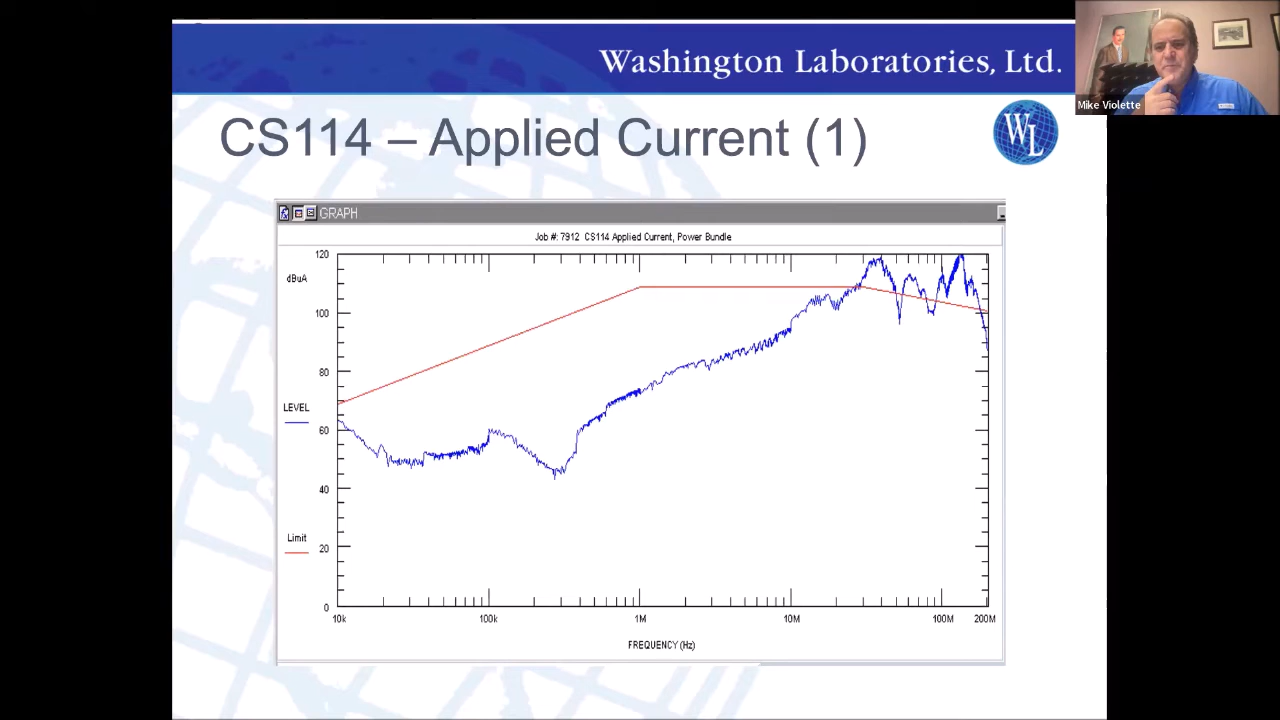 Washington Laboratories, Ltd.
Mike Violette
CS114 – Applied Current (1)
WL
GRAPH
Job #: 7912 CS114 Applied Current, Power Bundle
dBuA
120
100
80
60
40
20
0
LEVEL
Limit
10k 100k 1M 10M 100M 200M
FREQUENCY (Hz)